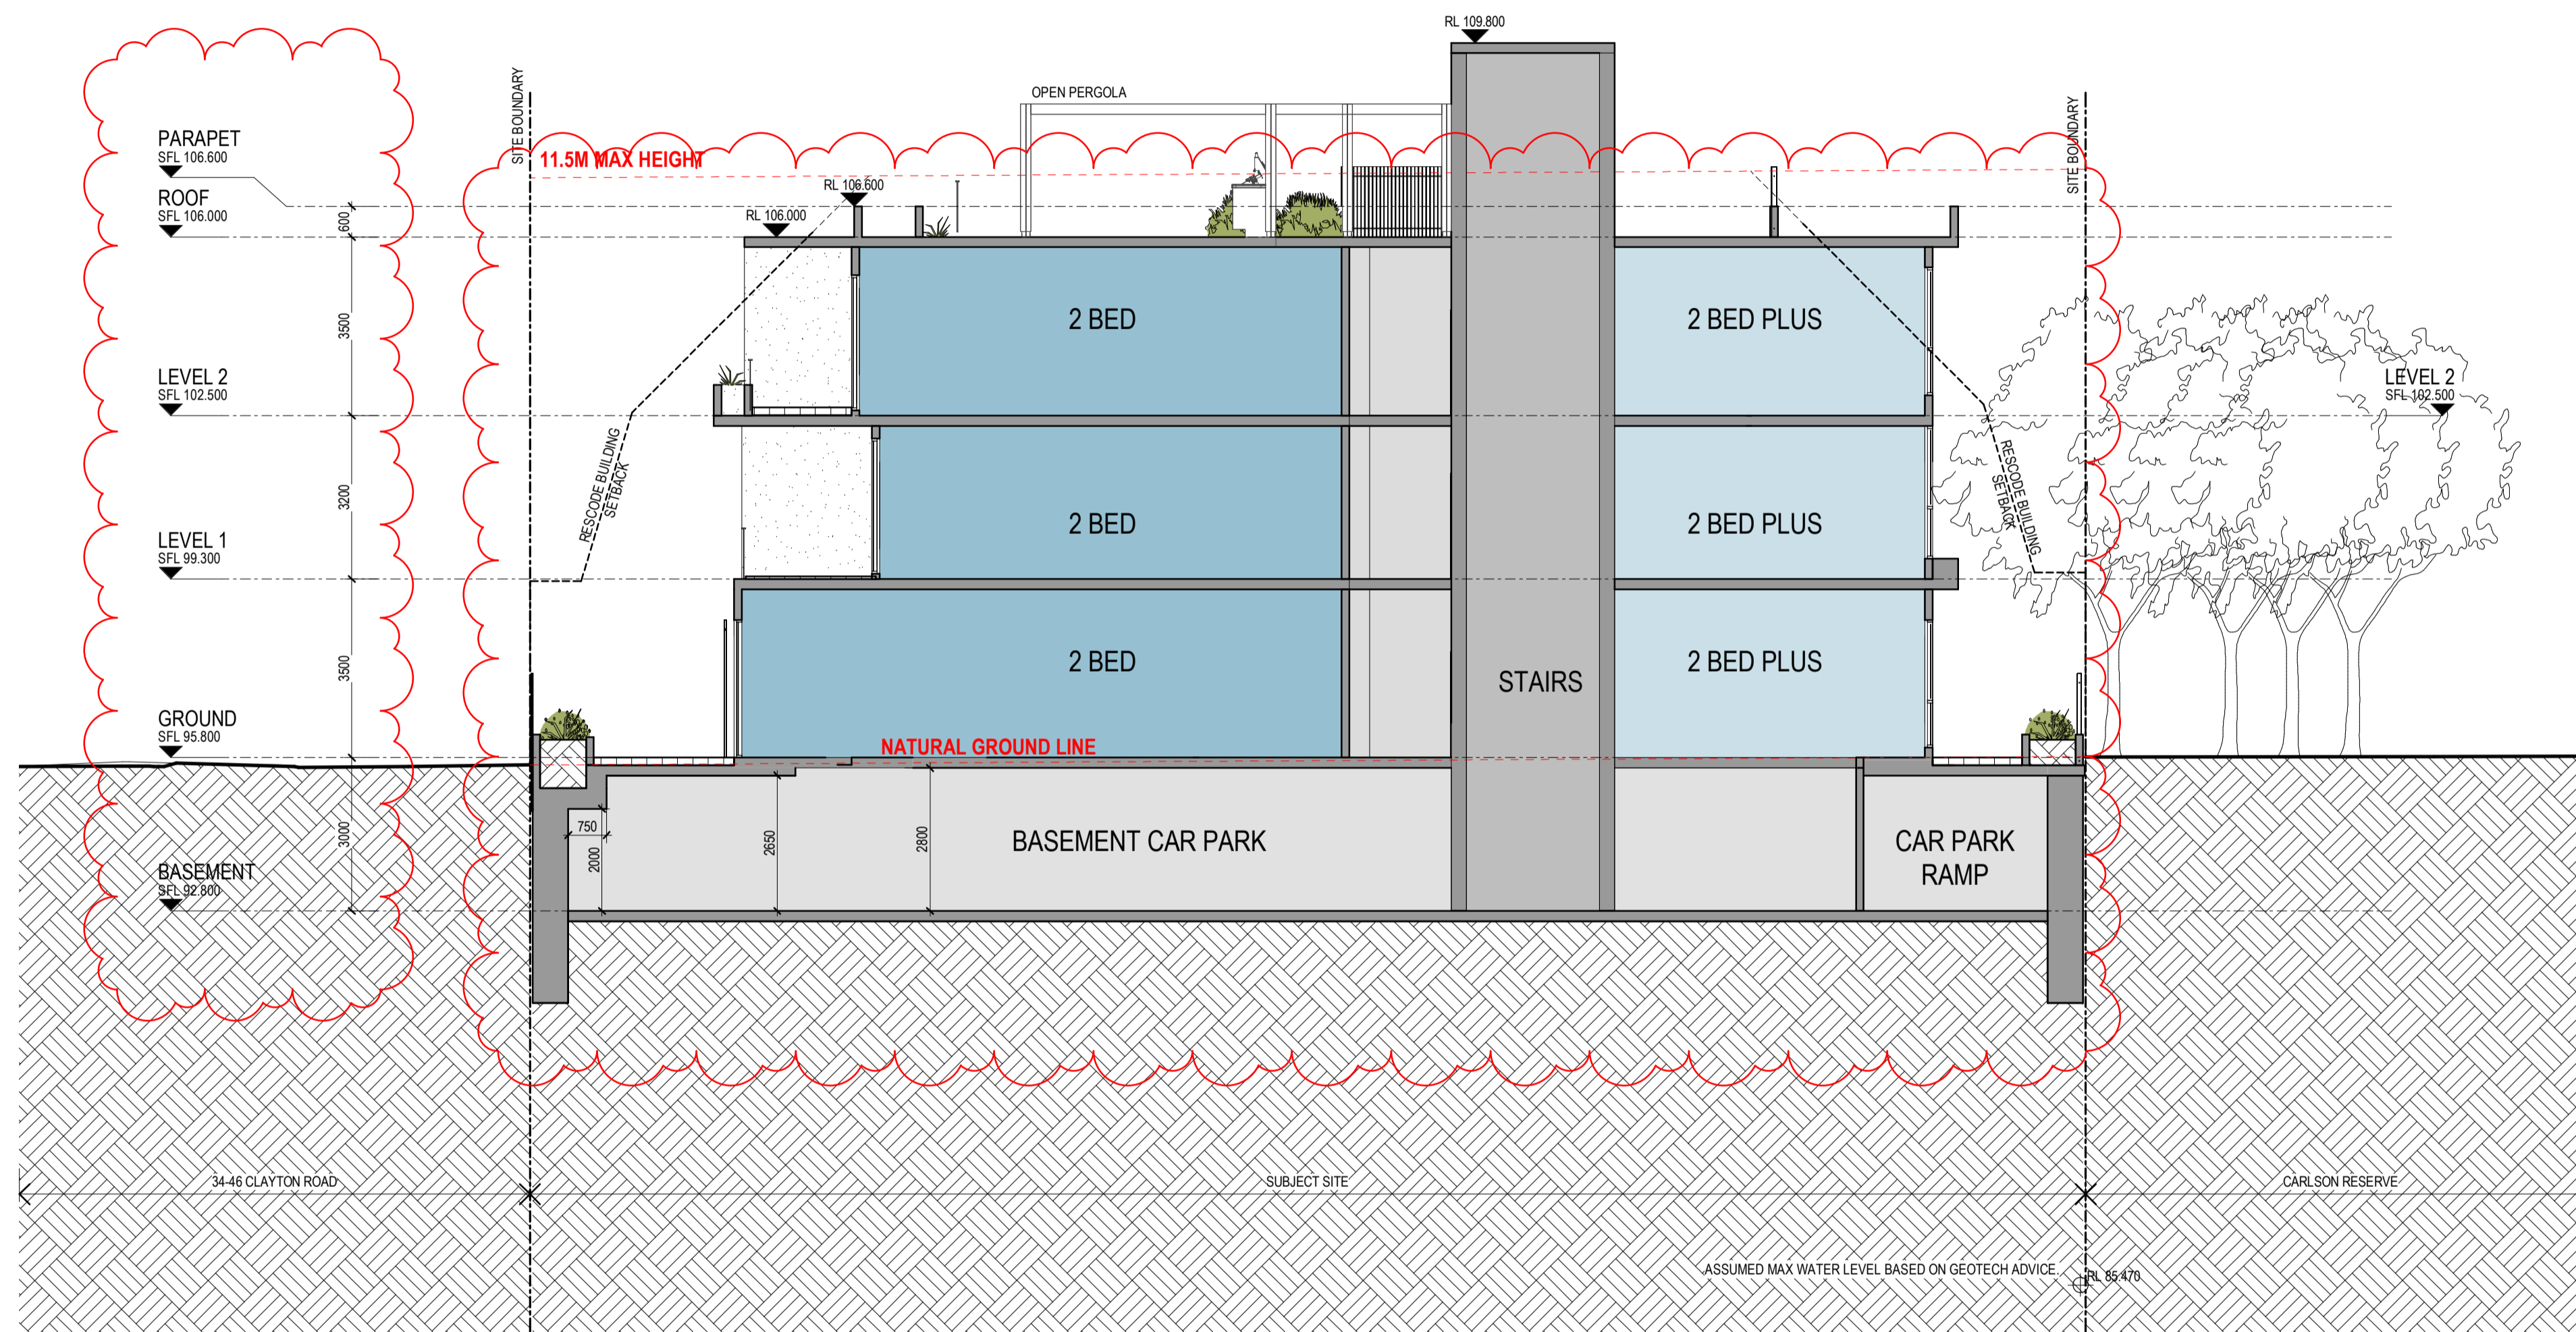 RL 109.800
OPEN PERGOLA
SITE BOUNDARY
SITE BOUNDARY
11.5M MAX HEIGHT
PARAPET
SFL 106.600
ROOF
SFL 106.000
600
RL 106.600
RL 106.000
3500
2 BED
2 BED PLUS
LEVEL 2
SFL 102.500
LEVEL 2
SFL 102.500
RESCODE BUILDING
SETBACK
RESCODE BUILDING
SETBACK
3200
2 BED
2 BED PLUS
LEVEL 1
SFL 99.300
3500
2 BED
STAIRS
2 BED PLUS
GROUND
SFL 95.800
NATURAL GROUND LINE
3000
750
2000
2650
2800
BASEMENT CAR PARK
CAR PARK
RAMP
BASEMENT
SFL 92.800
34-46 CLAYTON ROAD
SUBJECT SITE
CARLSON RESERVE
ASSUMED MAX WATER LEVEL BASED ON GEOTECH ADVICE.
RL 85.470